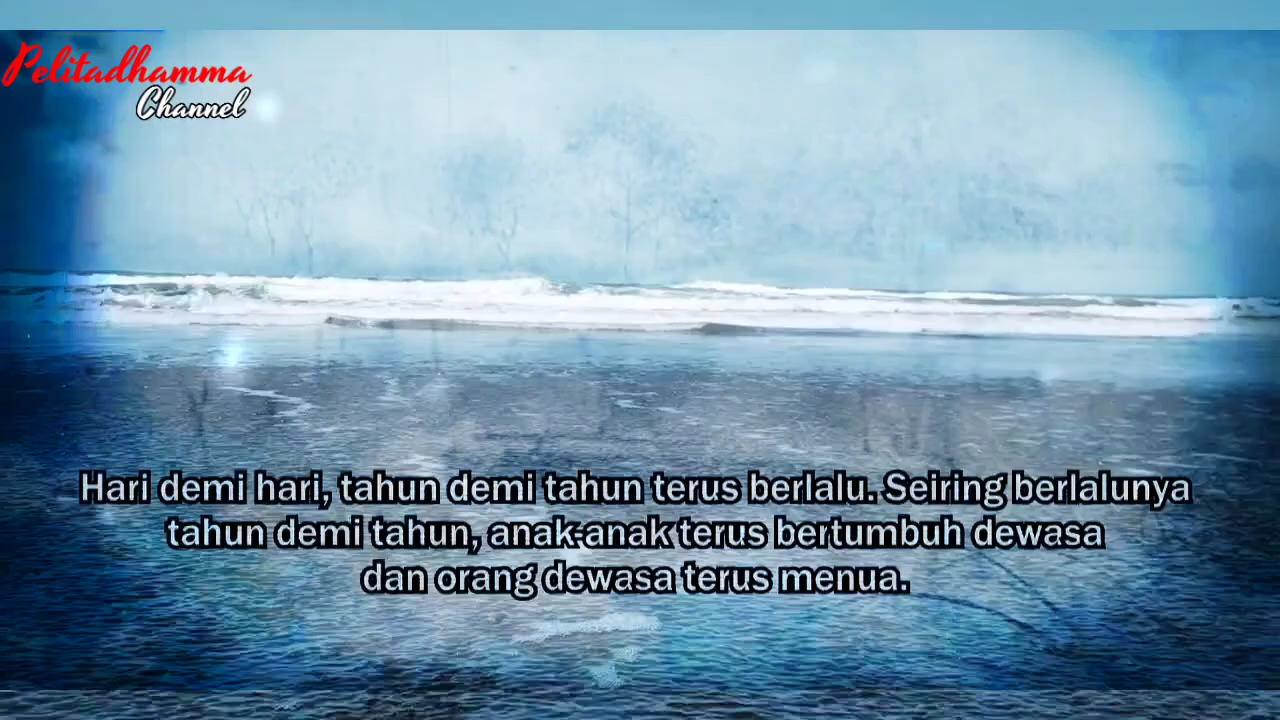 Pelitadhamma
Channel
Hari demi hari, tahun demi tahun terus berlalu. Seiring berlalunya
tahun demi tahun, anak-anak terus bertumbuh dewasa
dan orang dewasa terus menua.